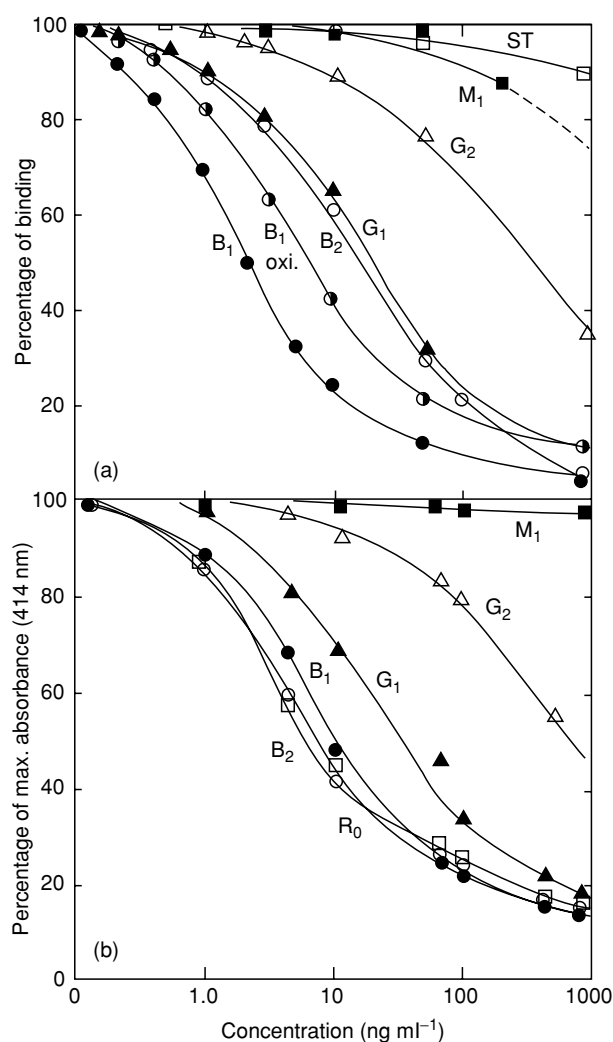 100
80
60
40
20
Percentage of binding
ST
M₁
G₂
G₁
B₂
B₁
oxi.
B₁
(a)
100
80
60
40
20
0
Percentage of max. absorbance (414 nm)
M₁
G₂
G₁
B₁
B₂
R₀
(b)
0 1.0 10 100 1000
Concentration (ng ml⁻¹)